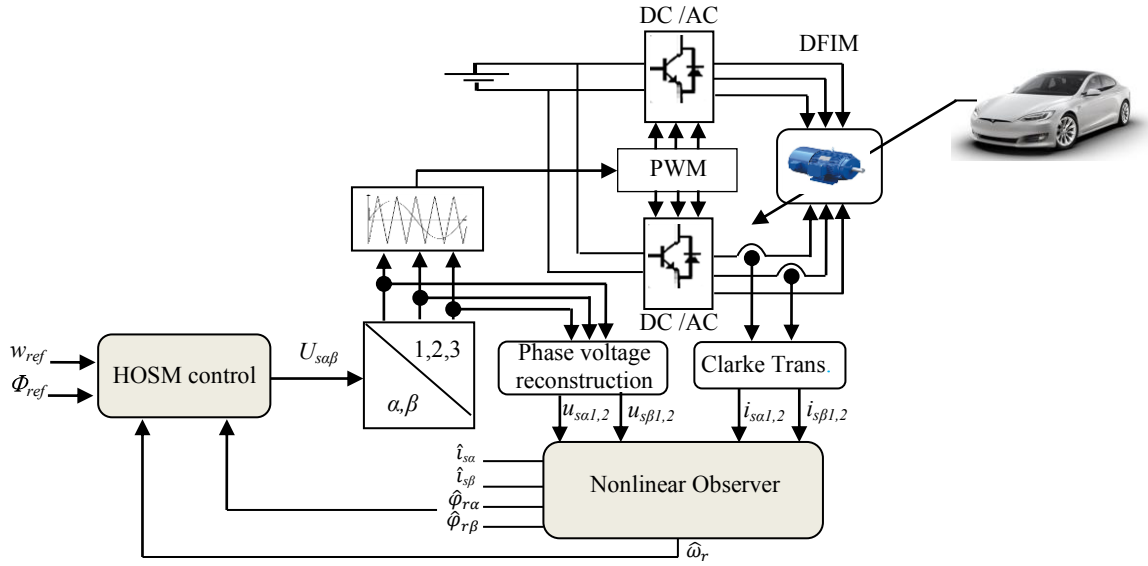 DC /AC
DFIM
PWM
DC /AC
w_ref
Φ_ref
HOSM control
U_sαβ
1,2,3
α,β
Phase voltage
reconstruction
Clarke Trans.
u_sα1,2
u_sβ1,2
i_sα1,2
i_sβ1,2
î_sα
î_sβ
φ̂_rα
φ̂_rβ
Nonlinear Observer
ω̂_r